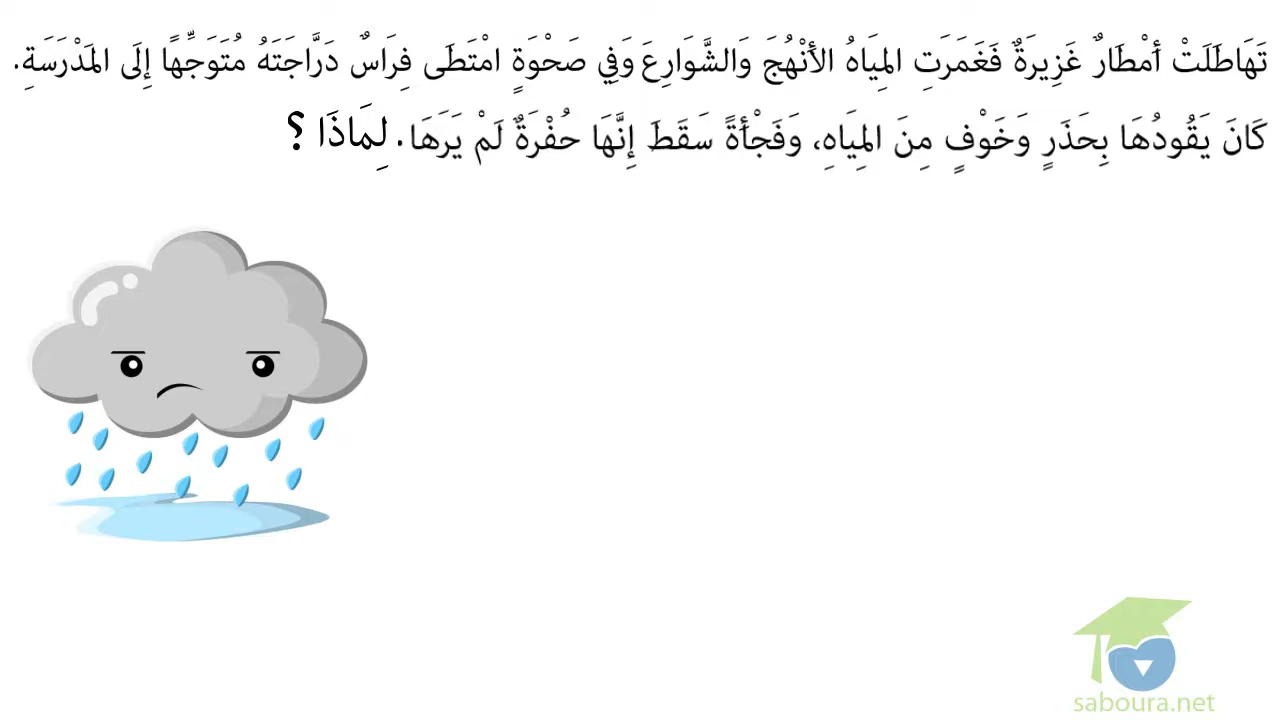 تَهَاطَلَتْ أَمْطَارٌ غَزِيرَةٌ فَغَمَرَتِ المِيَاهُ الأَنْهُجَ وَالشَّوَارِعَ وَفِي صَحْوَةٍ امْتَطَى فِرَاسٌ دَرَّاجَتَهُ مُتَوَجِّهًا إِلَى المَدْرَسَةِ.
كَانَ يَقُودُهَا بِحَذَرٍ وَخَوْفٍ مِنَ المِيَاهِ، وَفَجْأَةً سَقَطَ إِنَّهَا حُفْرَةٌ لَمْ يَرَهَا. لِمَاذَا ؟
saboura.net